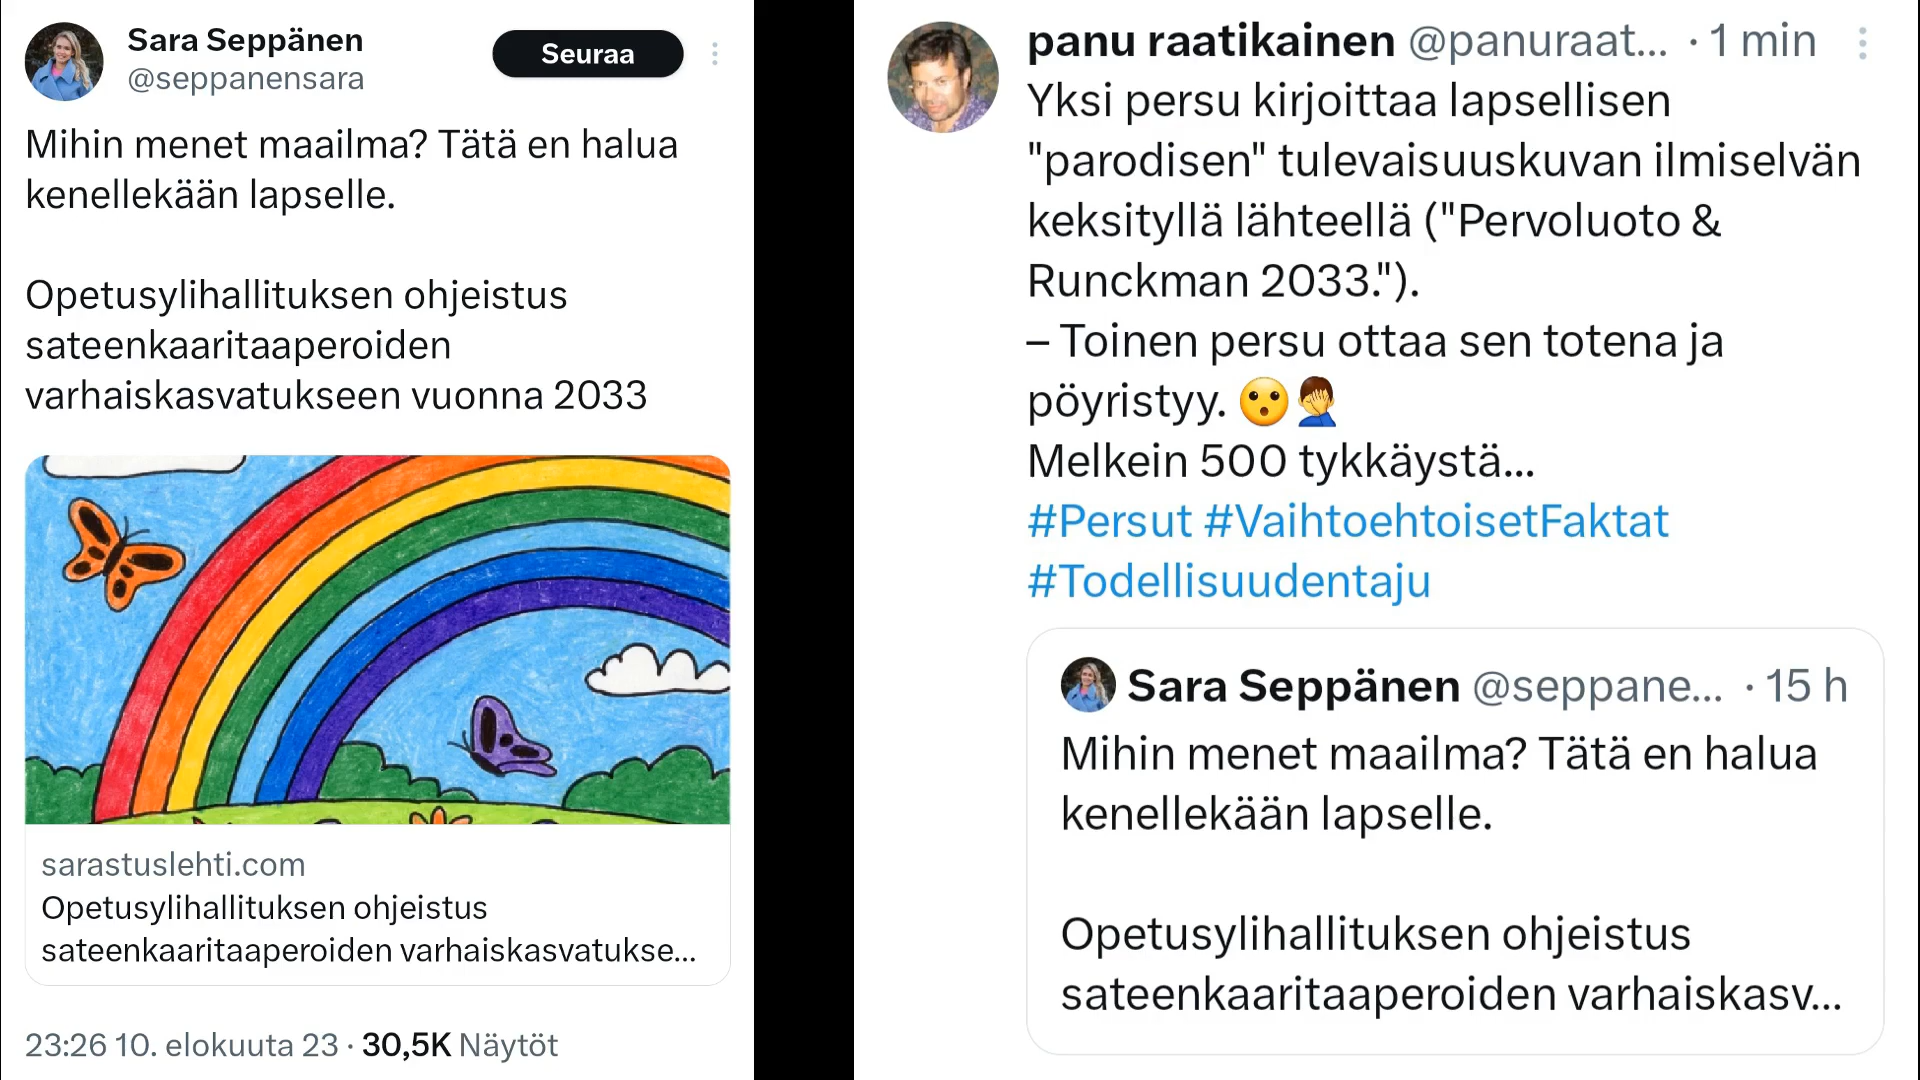 Sara Seppänen
@seppanensara
Seuraa
Mihin menet maailma? Tätä en halua
kenellekään lapselle.
Opetusylihallituksen ohjeistus
sateenkaaritaaperoiden
varhaiskasvatukseen vuonna 2033
sarastuslehti.com
Opetusylihallituksen ohjeistus
sateenkaaritaaperoiden varhaiskasvatukse...
23:26 10. elokuuta 23 · 30,5K Näytöt
panu raatikainen @panuraat... · 1 min
Yksi persu kirjoittaa lapsellisen
"parodisen" tulevaisuuskuvan ilmiselvän
keksityllä lähteellä ("Pervoluoto &
Runckman 2033.").
– Toinen persu ottaa sen totena ja
pöyristyy. 😮🤦‍♂️
Melkein 500 tykkäystä...
#Persut #VaihtoehtoisetFaktat
#Todellisuudentaju
Sara Seppänen @seppane... · 15 h
Mihin menet maailma? Tätä en halua
kenellekään lapselle.
Opetusylihallituksen ohjeistus
sateenkaaritaaperoiden varhaiskasv...